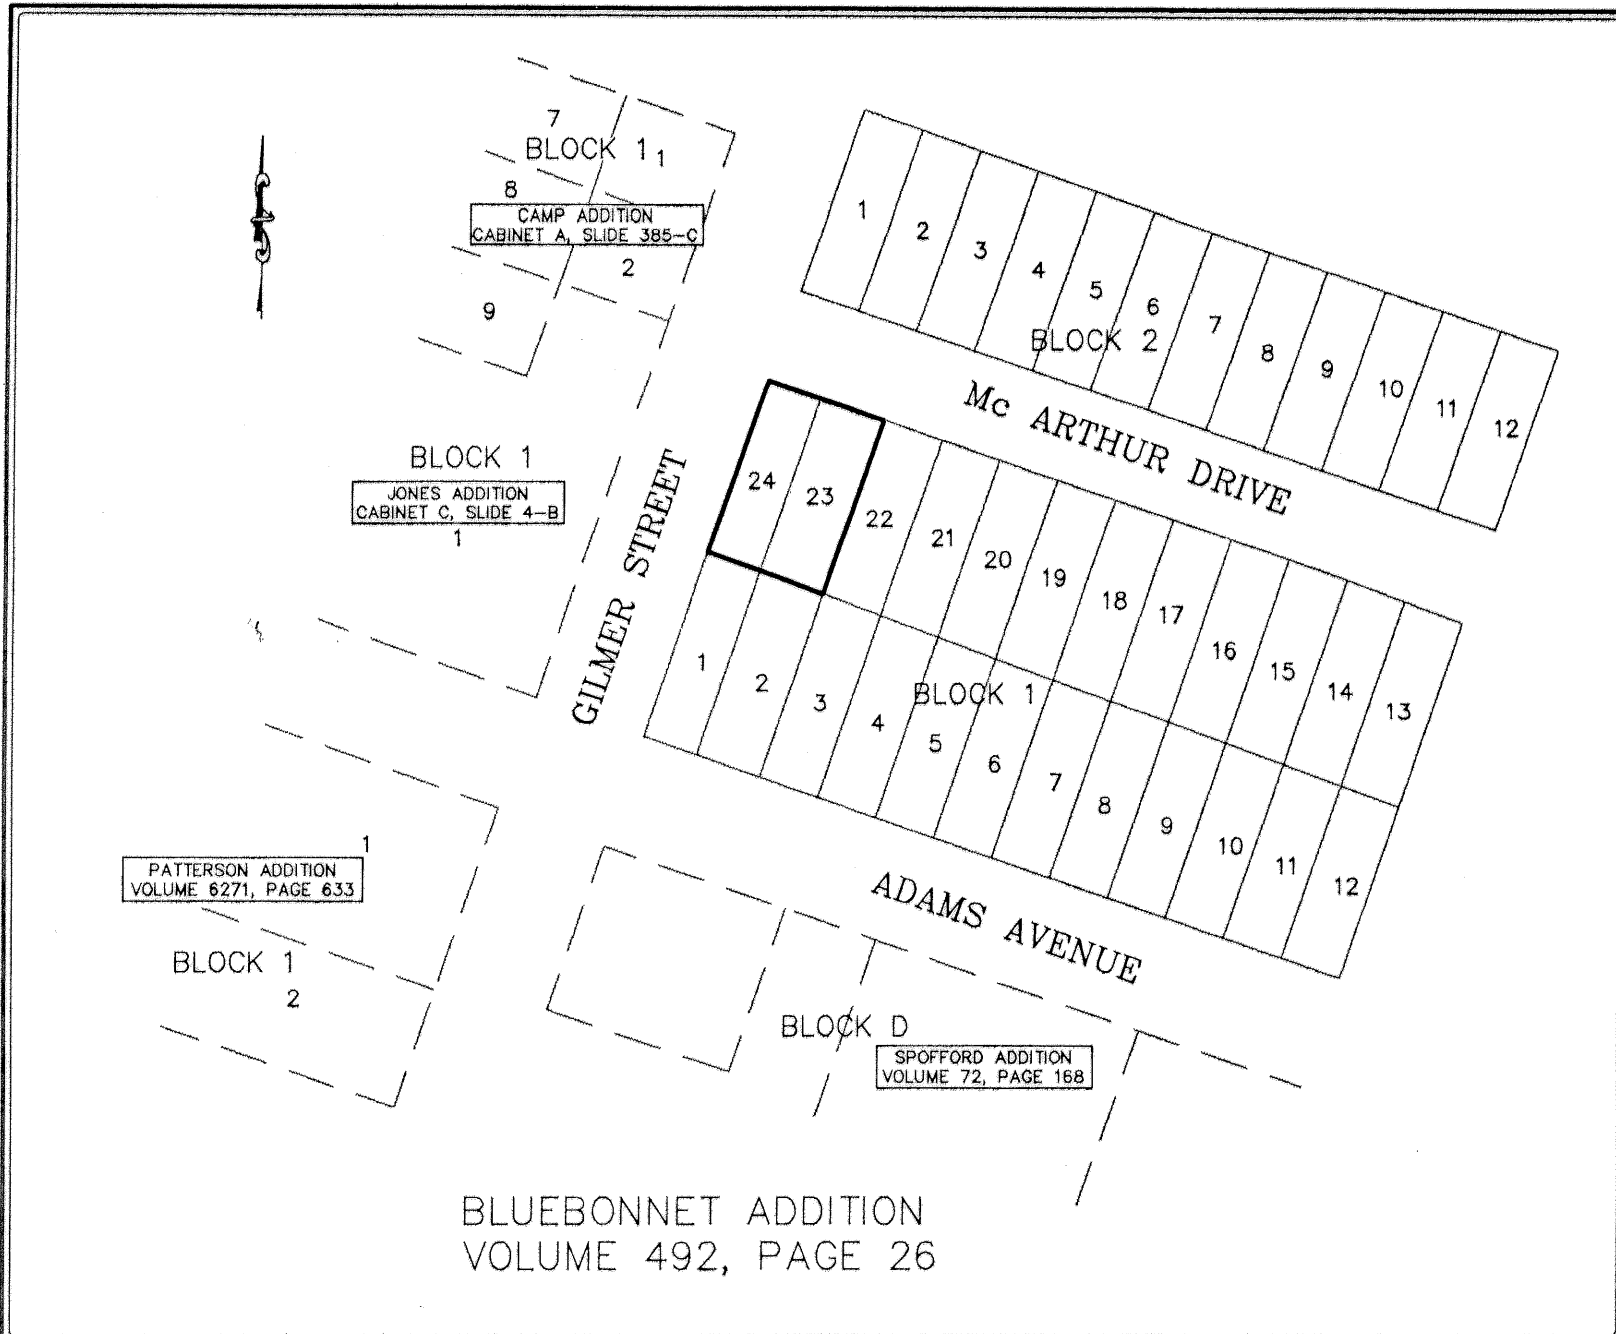 7
BLOCK 1
1
8
CAMP ADDITION
CABINET A, SLIDE 385-C
2
9
1
2
3
4
5
6
7
8
9
10
11
12
BLOCK 2
Mc ARTHUR DRIVE
BLOCK 1
JONES ADDITION
CABINET C, SLIDE 4-B
1
GILMER STREET
24
23
22
21
20
19
18
17
16
15
14
13
BLOCK 1
1
2
3
4
5
6
7
8
9
10
11
12
ADAMS AVENUE
1
PATTERSON ADDITION
VOLUME 6271, PAGE 633
BLOCK 1
2
BLOCK D
SPOFFORD ADDITION
VOLUME 72, PAGE 168
BLUEBONNET ADDITION
VOLUME 492, PAGE 26